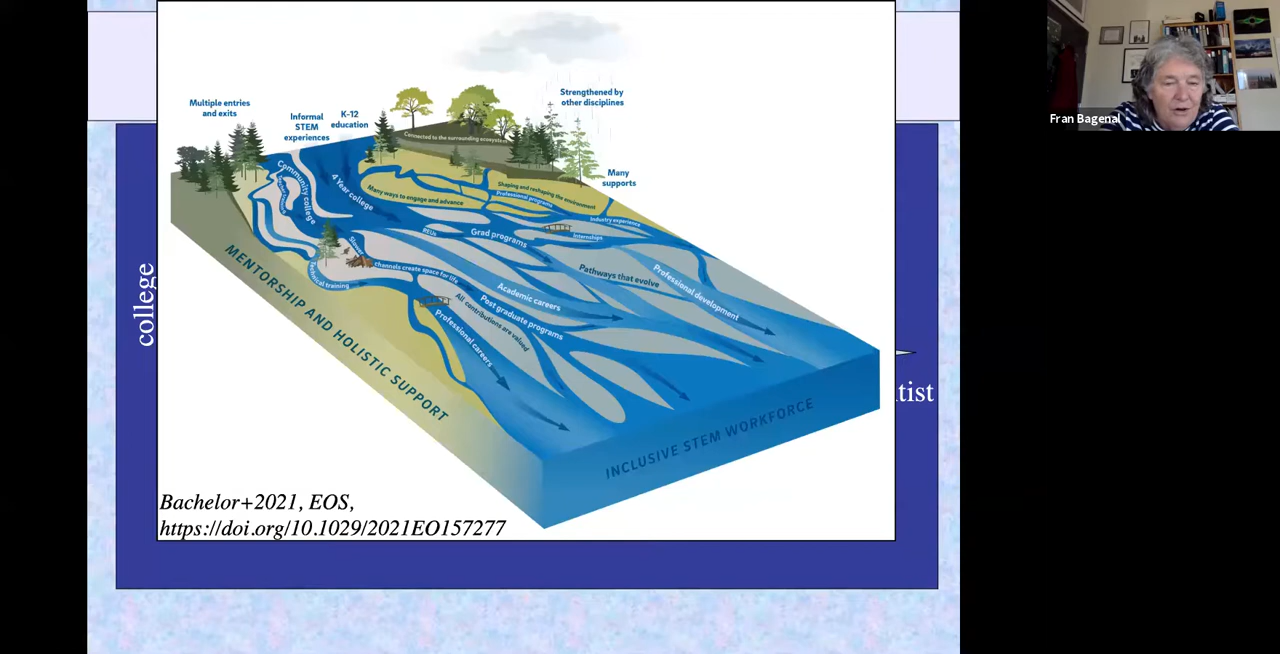 Multiple entries
and exits
Informal
STEM
experiences
K-12
education
Strengthened by
other disciplines
Connected to the surrounding ecosystem
Many
supports
Community college
4 Year college
Many ways to engage and advance
Shaping and reshaping the environment
Professional programs
Industry experience
Internships
REUs
Grad programs
Slower
channels create space for life
Technical training
Pathways that evolve
Professional development
Academic careers
Post graduate programs
All contributions are valued
Professional careers
MENTORSHIP AND HOLISTIC SUPPORT
INCLUSIVE STEM WORKFORCE
college
tist
Bachelor+2021, EOS,
https://doi.org/10.1029/2021EO157277
Fran Bagenal